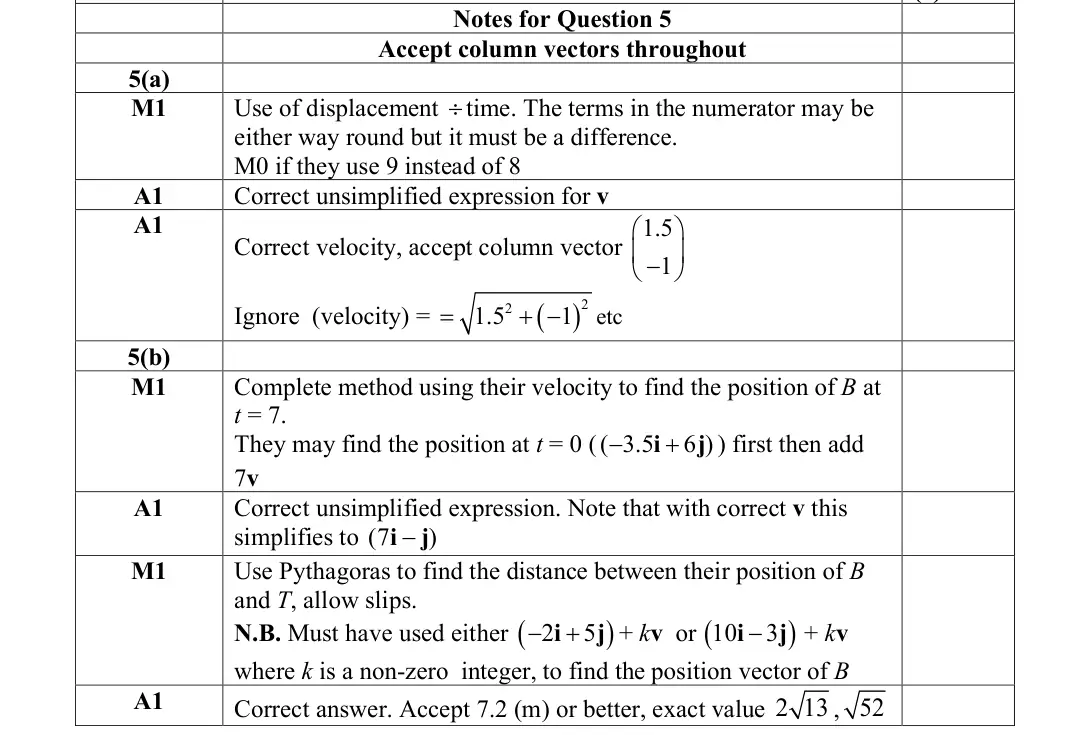 Notes for Question 5
Accept column vectors throughout
5(a)
M1 Use of displacement ÷ time. The terms in the numerator may be
either way round but it must be a difference.
M0 if they use 9 instead of 8
A1 Correct unsimplified expression for v
A1 Correct velocity, accept column vector (1.5 −1)
Ignore (velocity) = = √1.5² + (−1)² etc
5(b)
M1 Complete method using their velocity to find the position of B at
t = 7.
They may find the position at t = 0 ((−3.5i + 6j)) first then add
7v
A1 Correct unsimplified expression. Note that with correct v this
simplifies to (7i − j)
M1 Use Pythagoras to find the distance between their position of B
and T, allow slips.
N.B. Must have used either (−2i + 5j) + kv or (10i − 3j) + kv
where k is a non-zero integer, to find the position vector of B
A1 Correct answer. Accept 7.2 (m) or better, exact value 2√13, √52